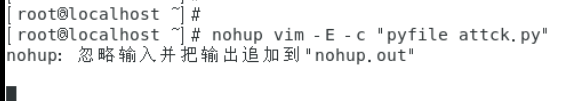 [root@localhost ~]#
[root@localhost ~]# nohup vim -E -c "pyfile attck.py"
nohup: 忽略输入并把输出追加到"nohup.out"